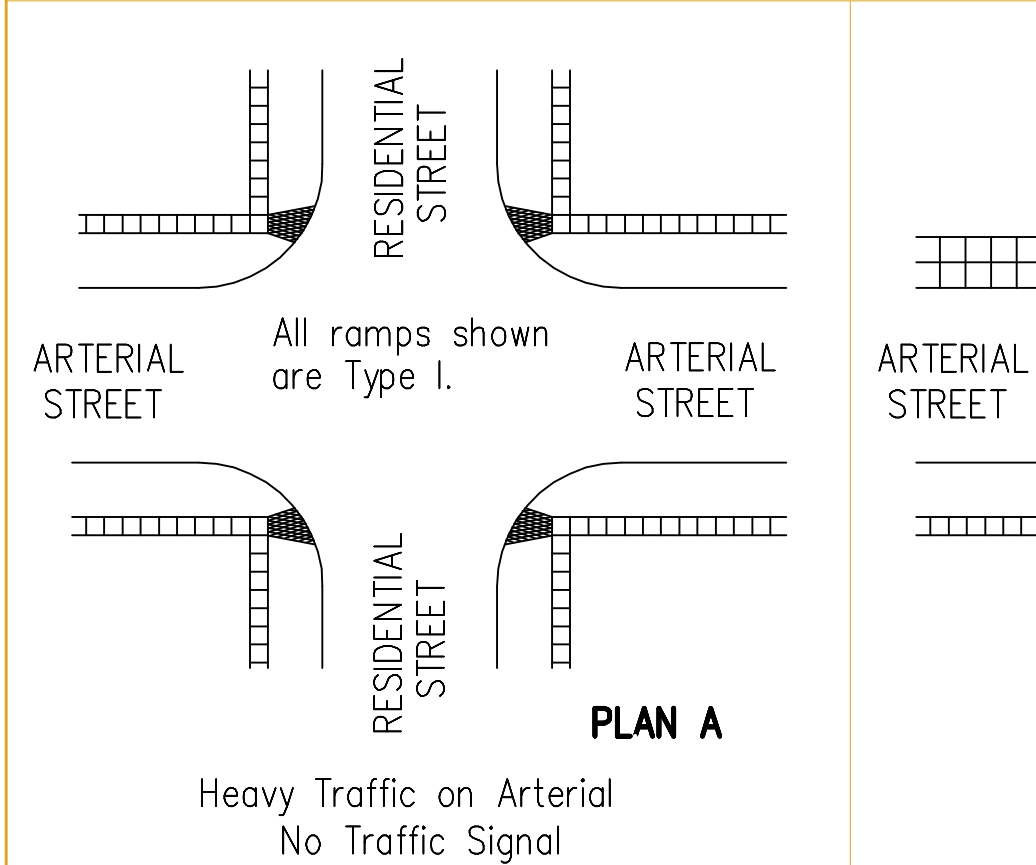 RESIDENTIAL
STREET
All ramps shown
are Type I.
ARTERIAL
STREET
ARTERIAL
STREET
ARTERIAL
STREET
RESIDENTIAL
STREET
PLAN A
Heavy Traffic on Arterial
No Traffic Signal